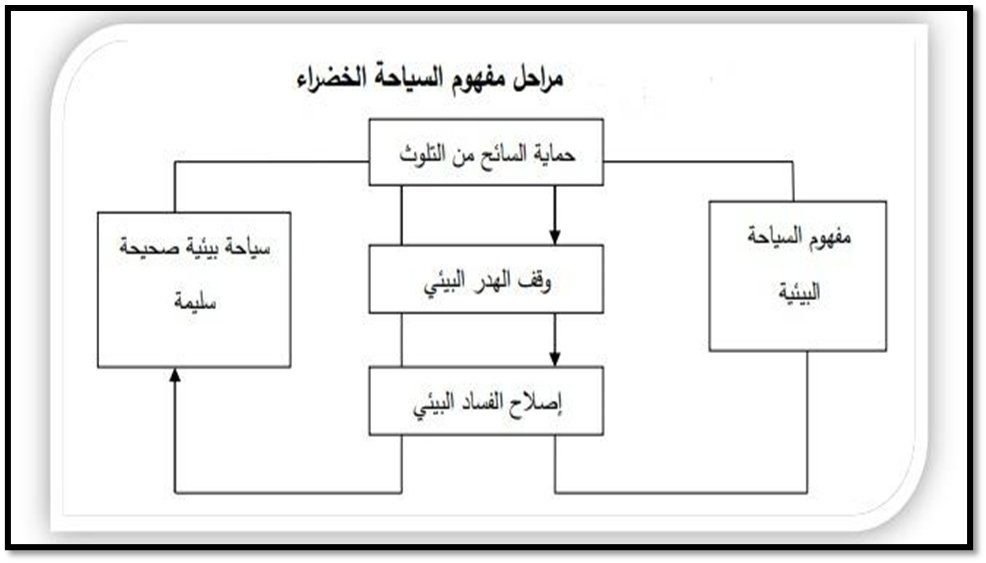 مراحل مفهوم السياحة الخضراء
حماية السائح من التلوث
مفهوم السياحة
البيئية
وقف الهدر البيئي
سياحة بيئية صحيحة
سليمة
إصلاح الفساد البيئي